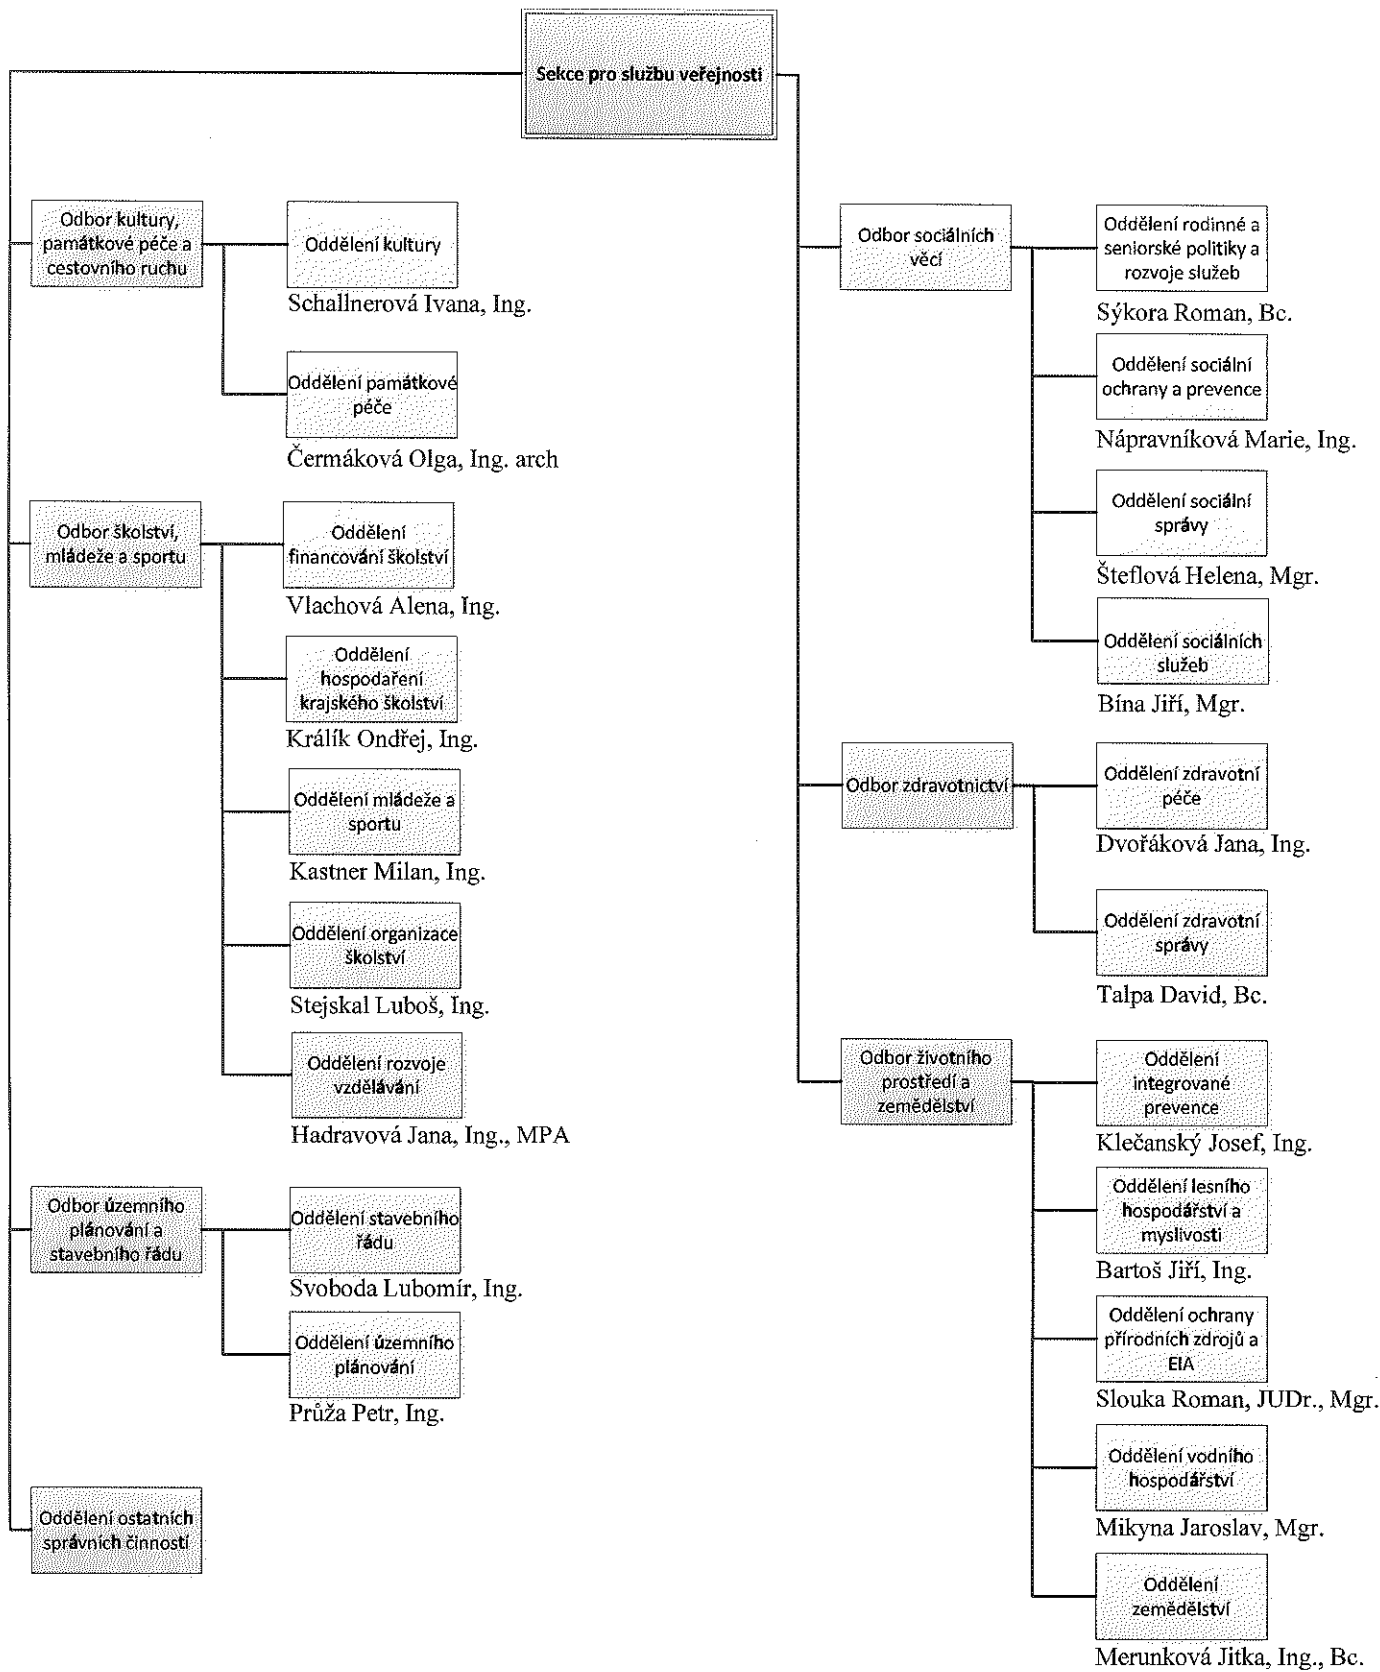 Sekce pro službu veřejnosti
Odbor kultury,
památkové péče a
cestovního ruchu
Oddělení kultury
Schallnerová Ivana, Ing.
Oddělení památkové
péče
Čermáková Olga, Ing. arch
Odbor školství,
mládeže a sportu
Oddělení
financování školství
Vlachová Alena, Ing.
Oddělení
hospodaření
krajského školství
Králík Ondřej, Ing.
Oddělení mládeže a
sportu
Kastner Milan, Ing.
Oddělení organizace
školství
Stejskal Luboš, Ing.
Oddělení rozvoje
vzdělávání
Hadravová Jana, Ing., MPA
Odbor územního
plánování a
stavebního řádu
Oddělení stavebního
řádu
Svoboda Lubomír, Ing.
Oddělení územního
plánování
Průža Petr, Ing.
Oddělení ostatních
správních činností
Odbor sociálních
věcí
Oddělení rodinné a
seniorské politiky a
rozvoje služeb
Sýkora Roman, Bc.
Oddělení sociální
ochrany a prevence
Nápravníková Marie, Ing.
Oddělení sociální
správy
Šteflová Helena, Mgr.
Oddělení sociálních
služeb
Bína Jiří, Mgr.
Odbor zdravotnictví
Oddělení zdravotní
péče
Dvořáková Jana, Ing.
Oddělení zdravotní
správy
Talpa David, Bc.
Odbor životního
prostředí a
zemědělství
Oddělení
integrované
prevence
Klečanský Josef, Ing.
Oddělení lesního
hospodářství a
myslivosti
Bartoš Jiří, Ing.
Oddělení ochrany
přírodních zdrojů a
EIA
Slouka Roman, JUDr., Mgr.
Oddělení vodního
hospodářství
Mikyna Jaroslav, Mgr.
Oddělení
zemědělství
Merunková Jitka, Ing., Bc.